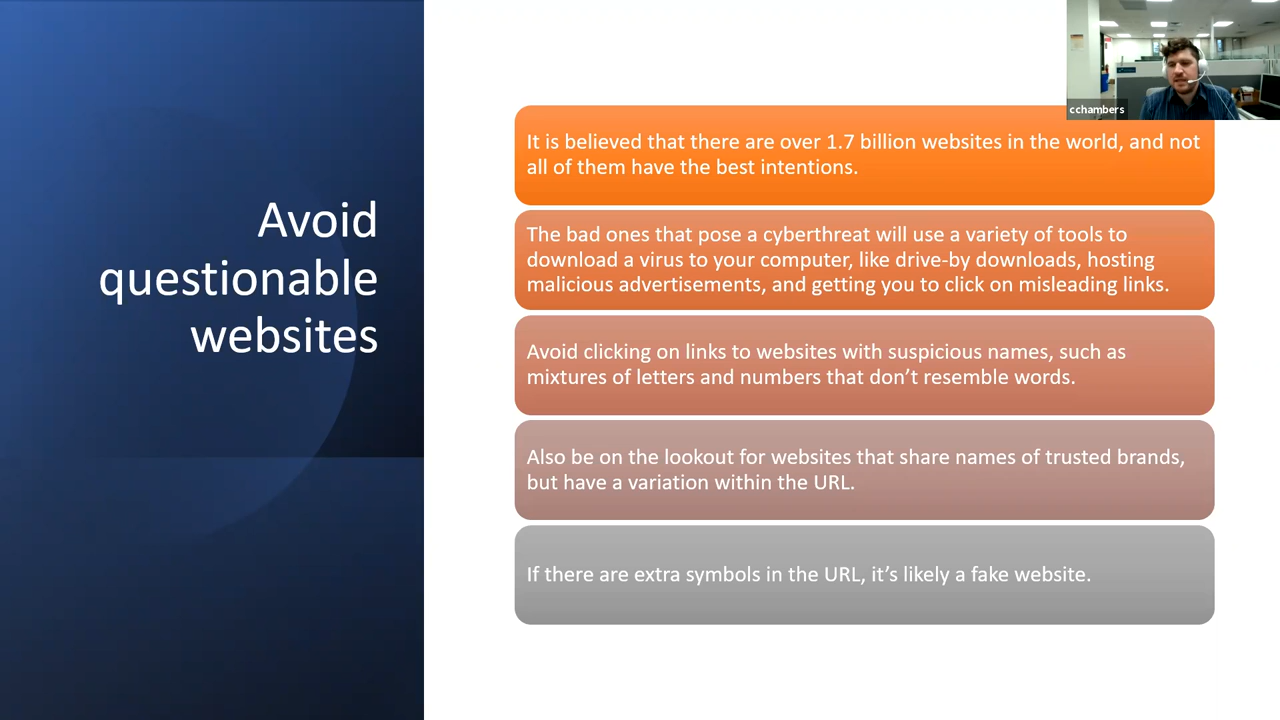 Avoid
questionable
websites
cchambers
It is believed that there are over 1.7 billion websites in the world, and not
all of them have the best intentions.
The bad ones that pose a cyberthreat will use a variety of tools to
download a virus to your computer, like drive-by downloads, hosting
malicious advertisements, and getting you to click on misleading links.
Avoid clicking on links to websites with suspicious names, such as
mixtures of letters and numbers that don’t resemble words.
Also be on the lookout for websites that share names of trusted brands,
but have a variation within the URL.
If there are extra symbols in the URL, it’s likely a fake website.